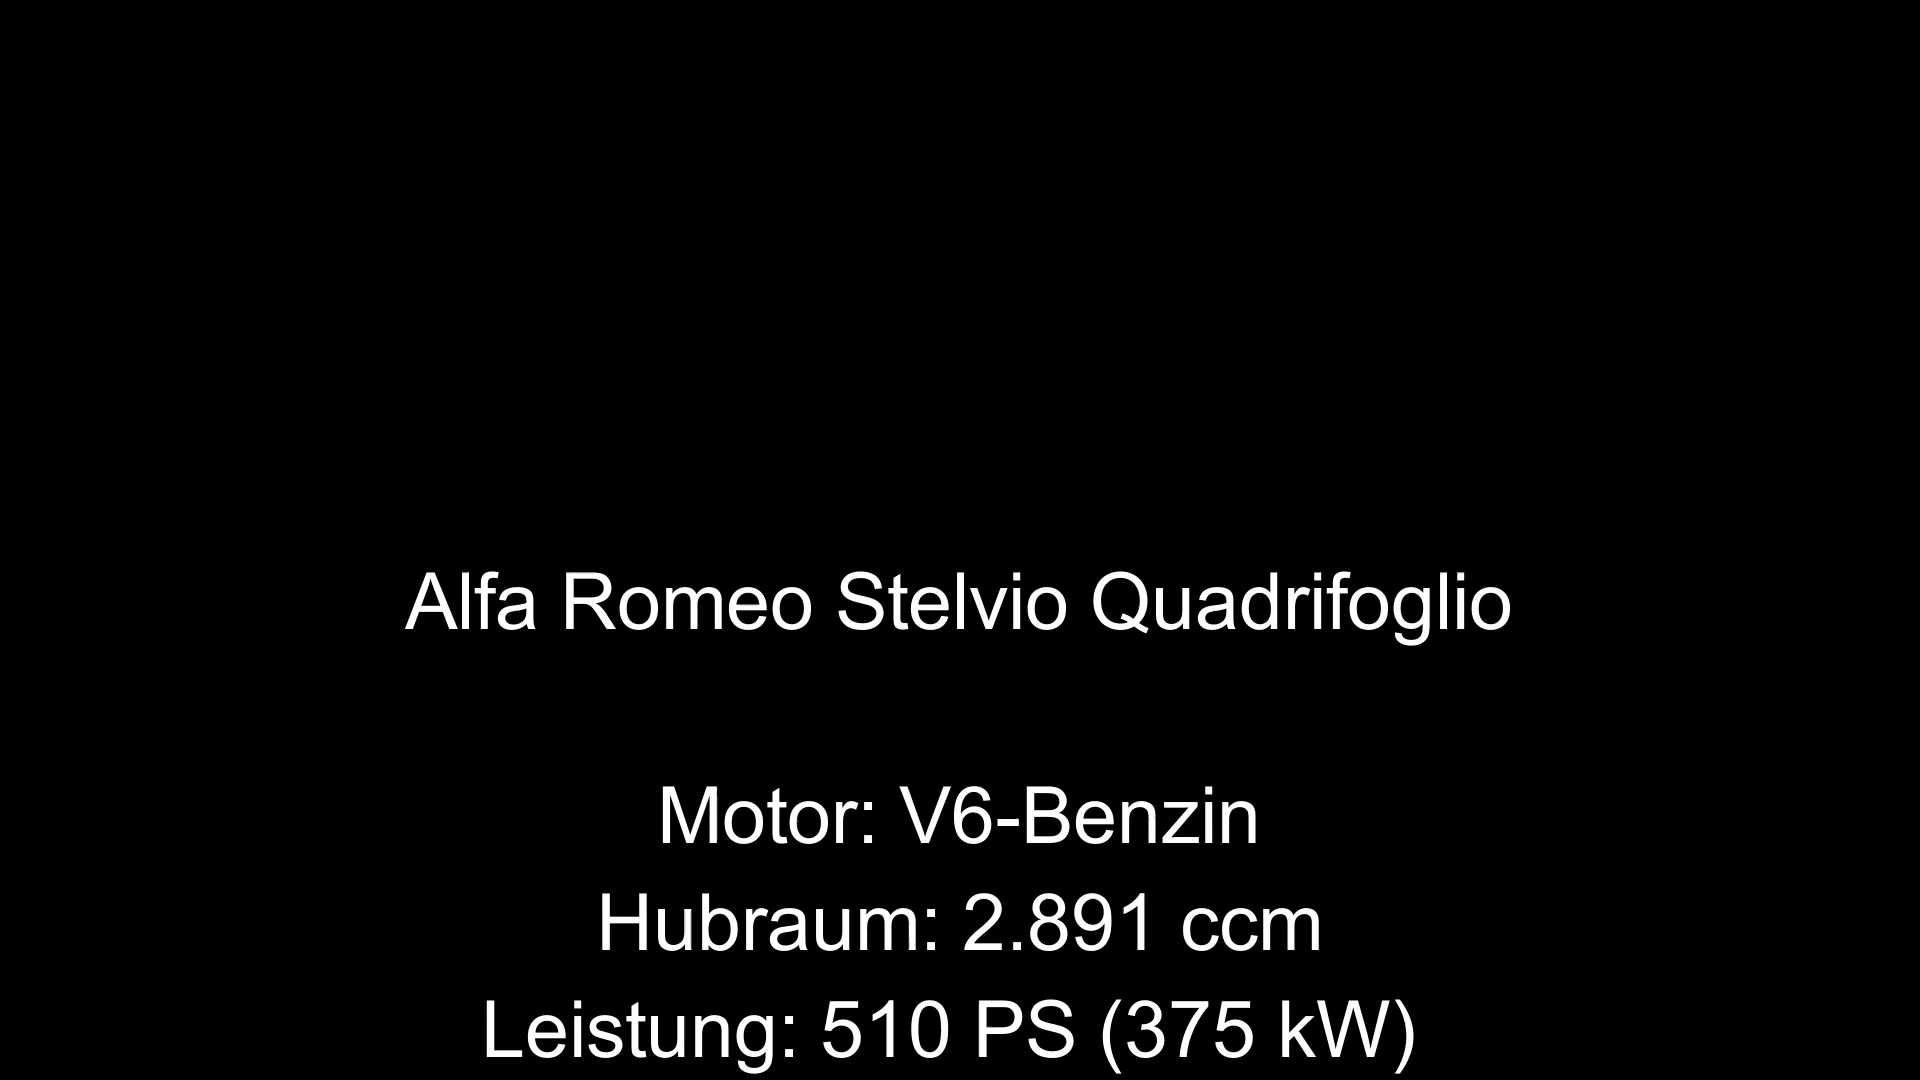 Alfa Romeo Stelvio Quadrifoglio
Motor: V6-Benzin
Hubraum: 2.891 ccm
Leistung: 510 PS (375 kW)